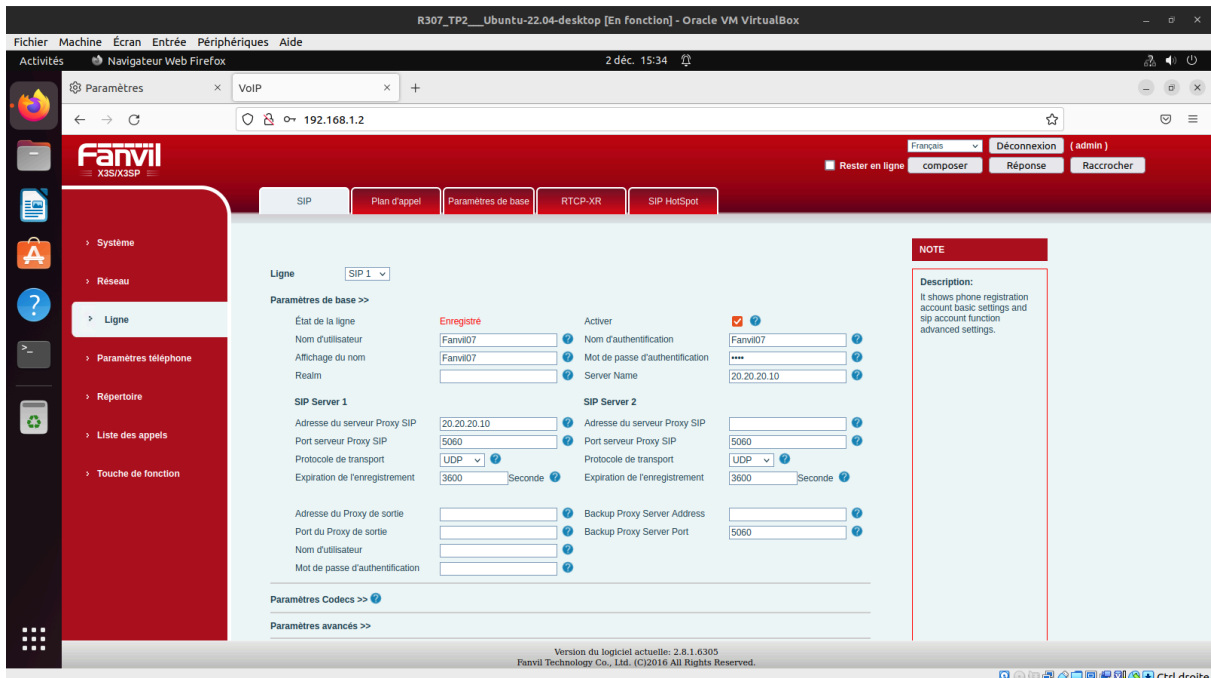 R307_TP2___Ubuntu-22.04-desktop [En fonction] - Oracle VM VirtualBox
Fichier Machine Écran Entrée Périphériques Aide
Activités Navigateur Web Firefox 2 déc. 15:34
Paramètres × VoIP × +
192.168.1.2
Fanvil
X3S/X3SP
Français Déconnexion ( admin )
Rester en ligne composer Réponse Raccrocher
SIP Plan d'appel Paramètres de base RTCP-XR SIP HotSpot
› Système
› Réseau
› Ligne
› Paramètres téléphone
› Répertoire
› Liste des appels
› Touche de fonction
Ligne SIP 1
Paramètres de base >>
État de la ligne Enregistré Activer
Nom d'utilisateur Fanvil07 Nom d'authentification Fanvil07
Affichage du nom Fanvil07 Mot de passe d'authentification ••••
Realm Server Name 20.20.20.10
SIP Server 1 SIP Server 2
Adresse du serveur Proxy SIP 20.20.20.10 Adresse du serveur Proxy SIP
Port serveur Proxy SIP 5060 Port serveur Proxy SIP 5060
Protocole de transport UDP Protocole de transport UDP
Expiration de l'enregistrement 3600 Seconde Expiration de l'enregistrement 3600 Seconde
Adresse du Proxy de sortie Backup Proxy Server Address
Port du Proxy de sortie Backup Proxy Server Port 5060
Nom d'utilisateur
Mot de passe d'authentification
Paramètres Codecs >>
Paramètres avancés >>
NOTE
Description:
It shows phone registration
account basic settings and
sip account function
advanced settings.
Version du logiciel actuelle: 2.8.1.6305
Fanvil Technology Co., Ltd. (C)2016 All Rights Reserved.
Ctrl droite